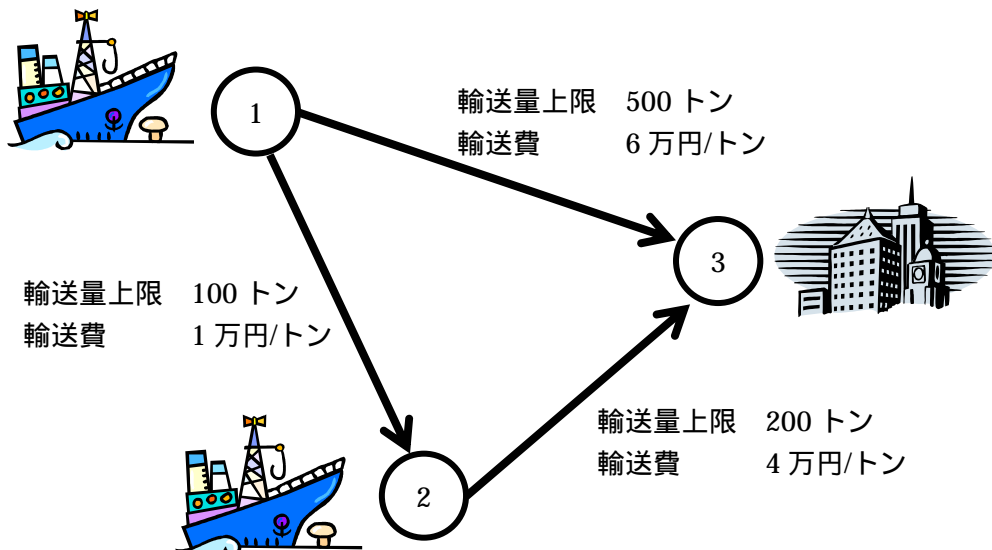 1
輸送量上限 500 トン
輸送費 6 万円/トン
3
輸送量上限 100 トン
輸送費 1 万円/トン
輸送量上限 200 トン
輸送費 4 万円/トン
2